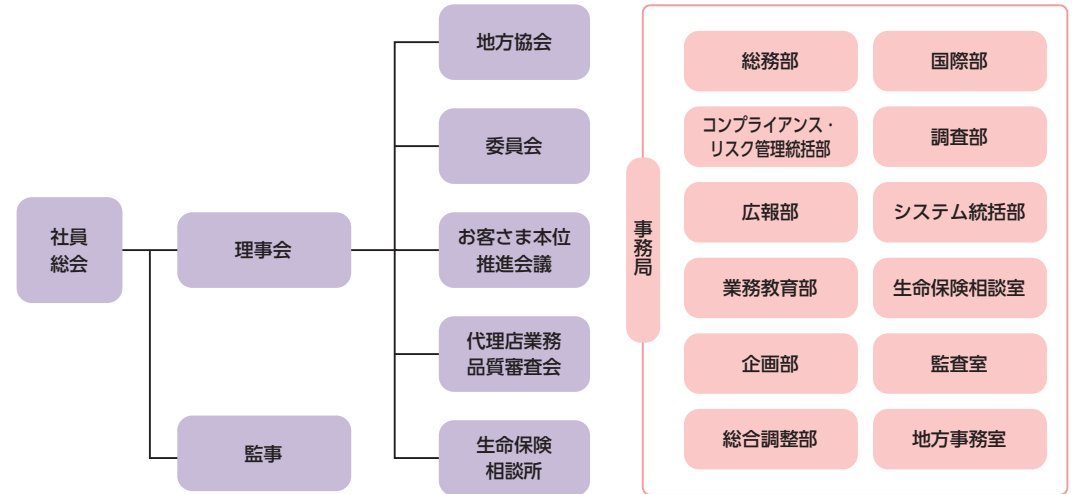 社員
総会
理事会
監事
地方協会
委員会
お客さま本位
推進会議
代理店業務
品質審査会
生命保険
相談所
事務局
総務部
国際部
コンプライアンス・
リスク管理統括部
調査部
広報部
システム統括部
業務教育部
生命保険相談室
企画部
監査室
総合調整部
地方事務室